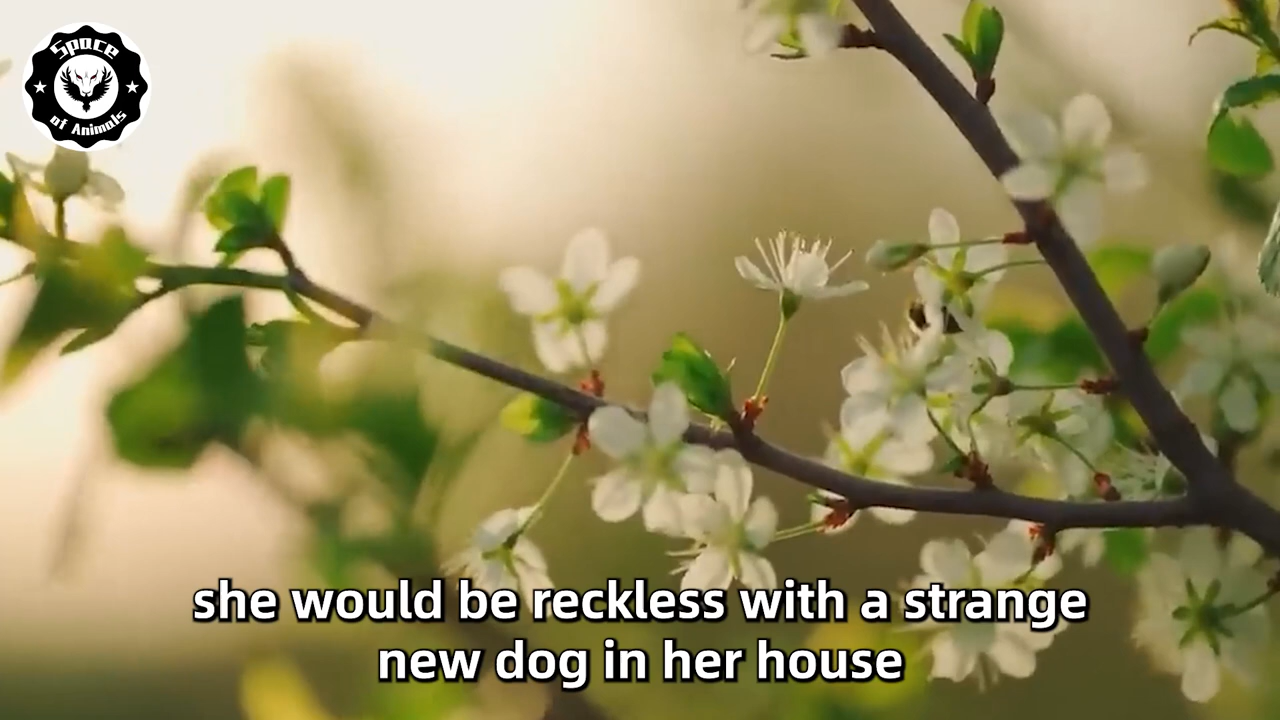 Space
of Animals
she would be reckless with a strange
new dog in her house